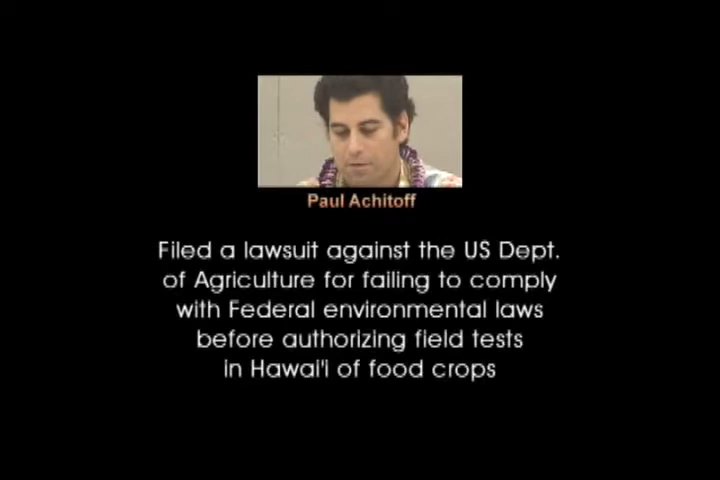 Paul Achitoff
Filed a lawsuit against the US Dept.
of Agriculture for failing to comply
with Federal environmental laws
before authorizing field tests
in Hawai'i of food crops